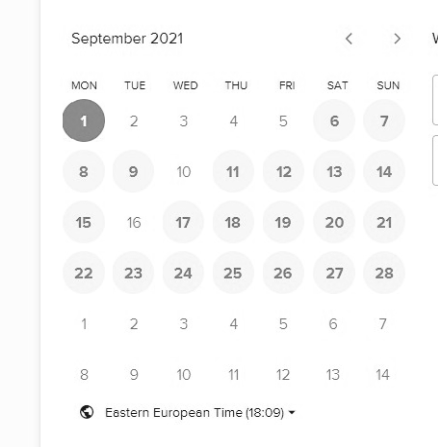 September 2021
MON TUE WED THU FRI SAT SUN
1 2 3 4 5 6 7
8 9 10 11 12 13 14
15 16 17 18 19 20 21
22 23 24 25 26 27 28
1 2 3 4 5 6 7
8 9 10 11 12 13 14
Eastern European Time (18:09)